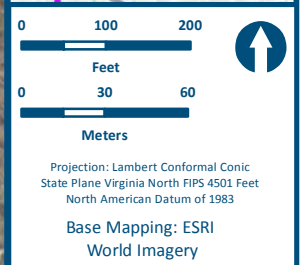 0 100 200
Feet
0 30 60
Meters
Projection: Lambert Conformal Conic
State Plane Virginia North FIPS 4501 Feet
North American Datum of 1983
Base Mapping: ESRI
World Imagery